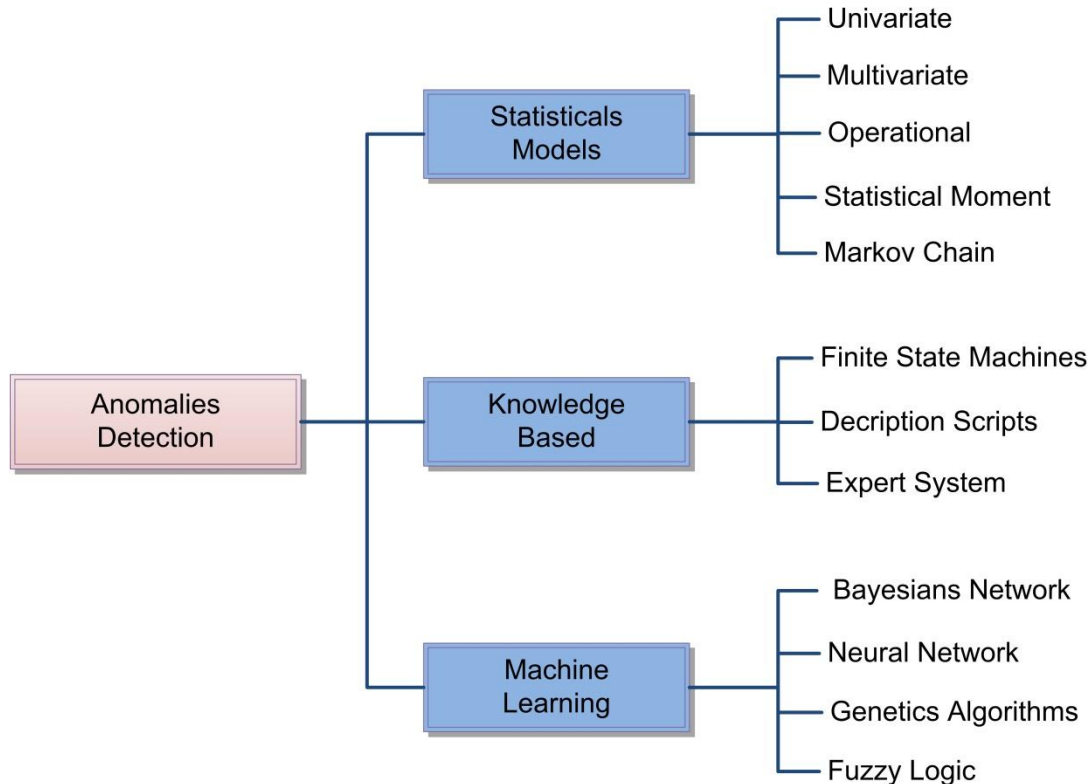 Univariate
Multivariate
Statisticals
Models
Operational
Statistical Moment
Markov Chain
Anomalies
Detection
Knowledge
Based
Finite State Machines
Decription Scripts
Expert System
Machine
Learning
Bayesians Network
Neural Network
Genetics Algorithms
Fuzzy Logic